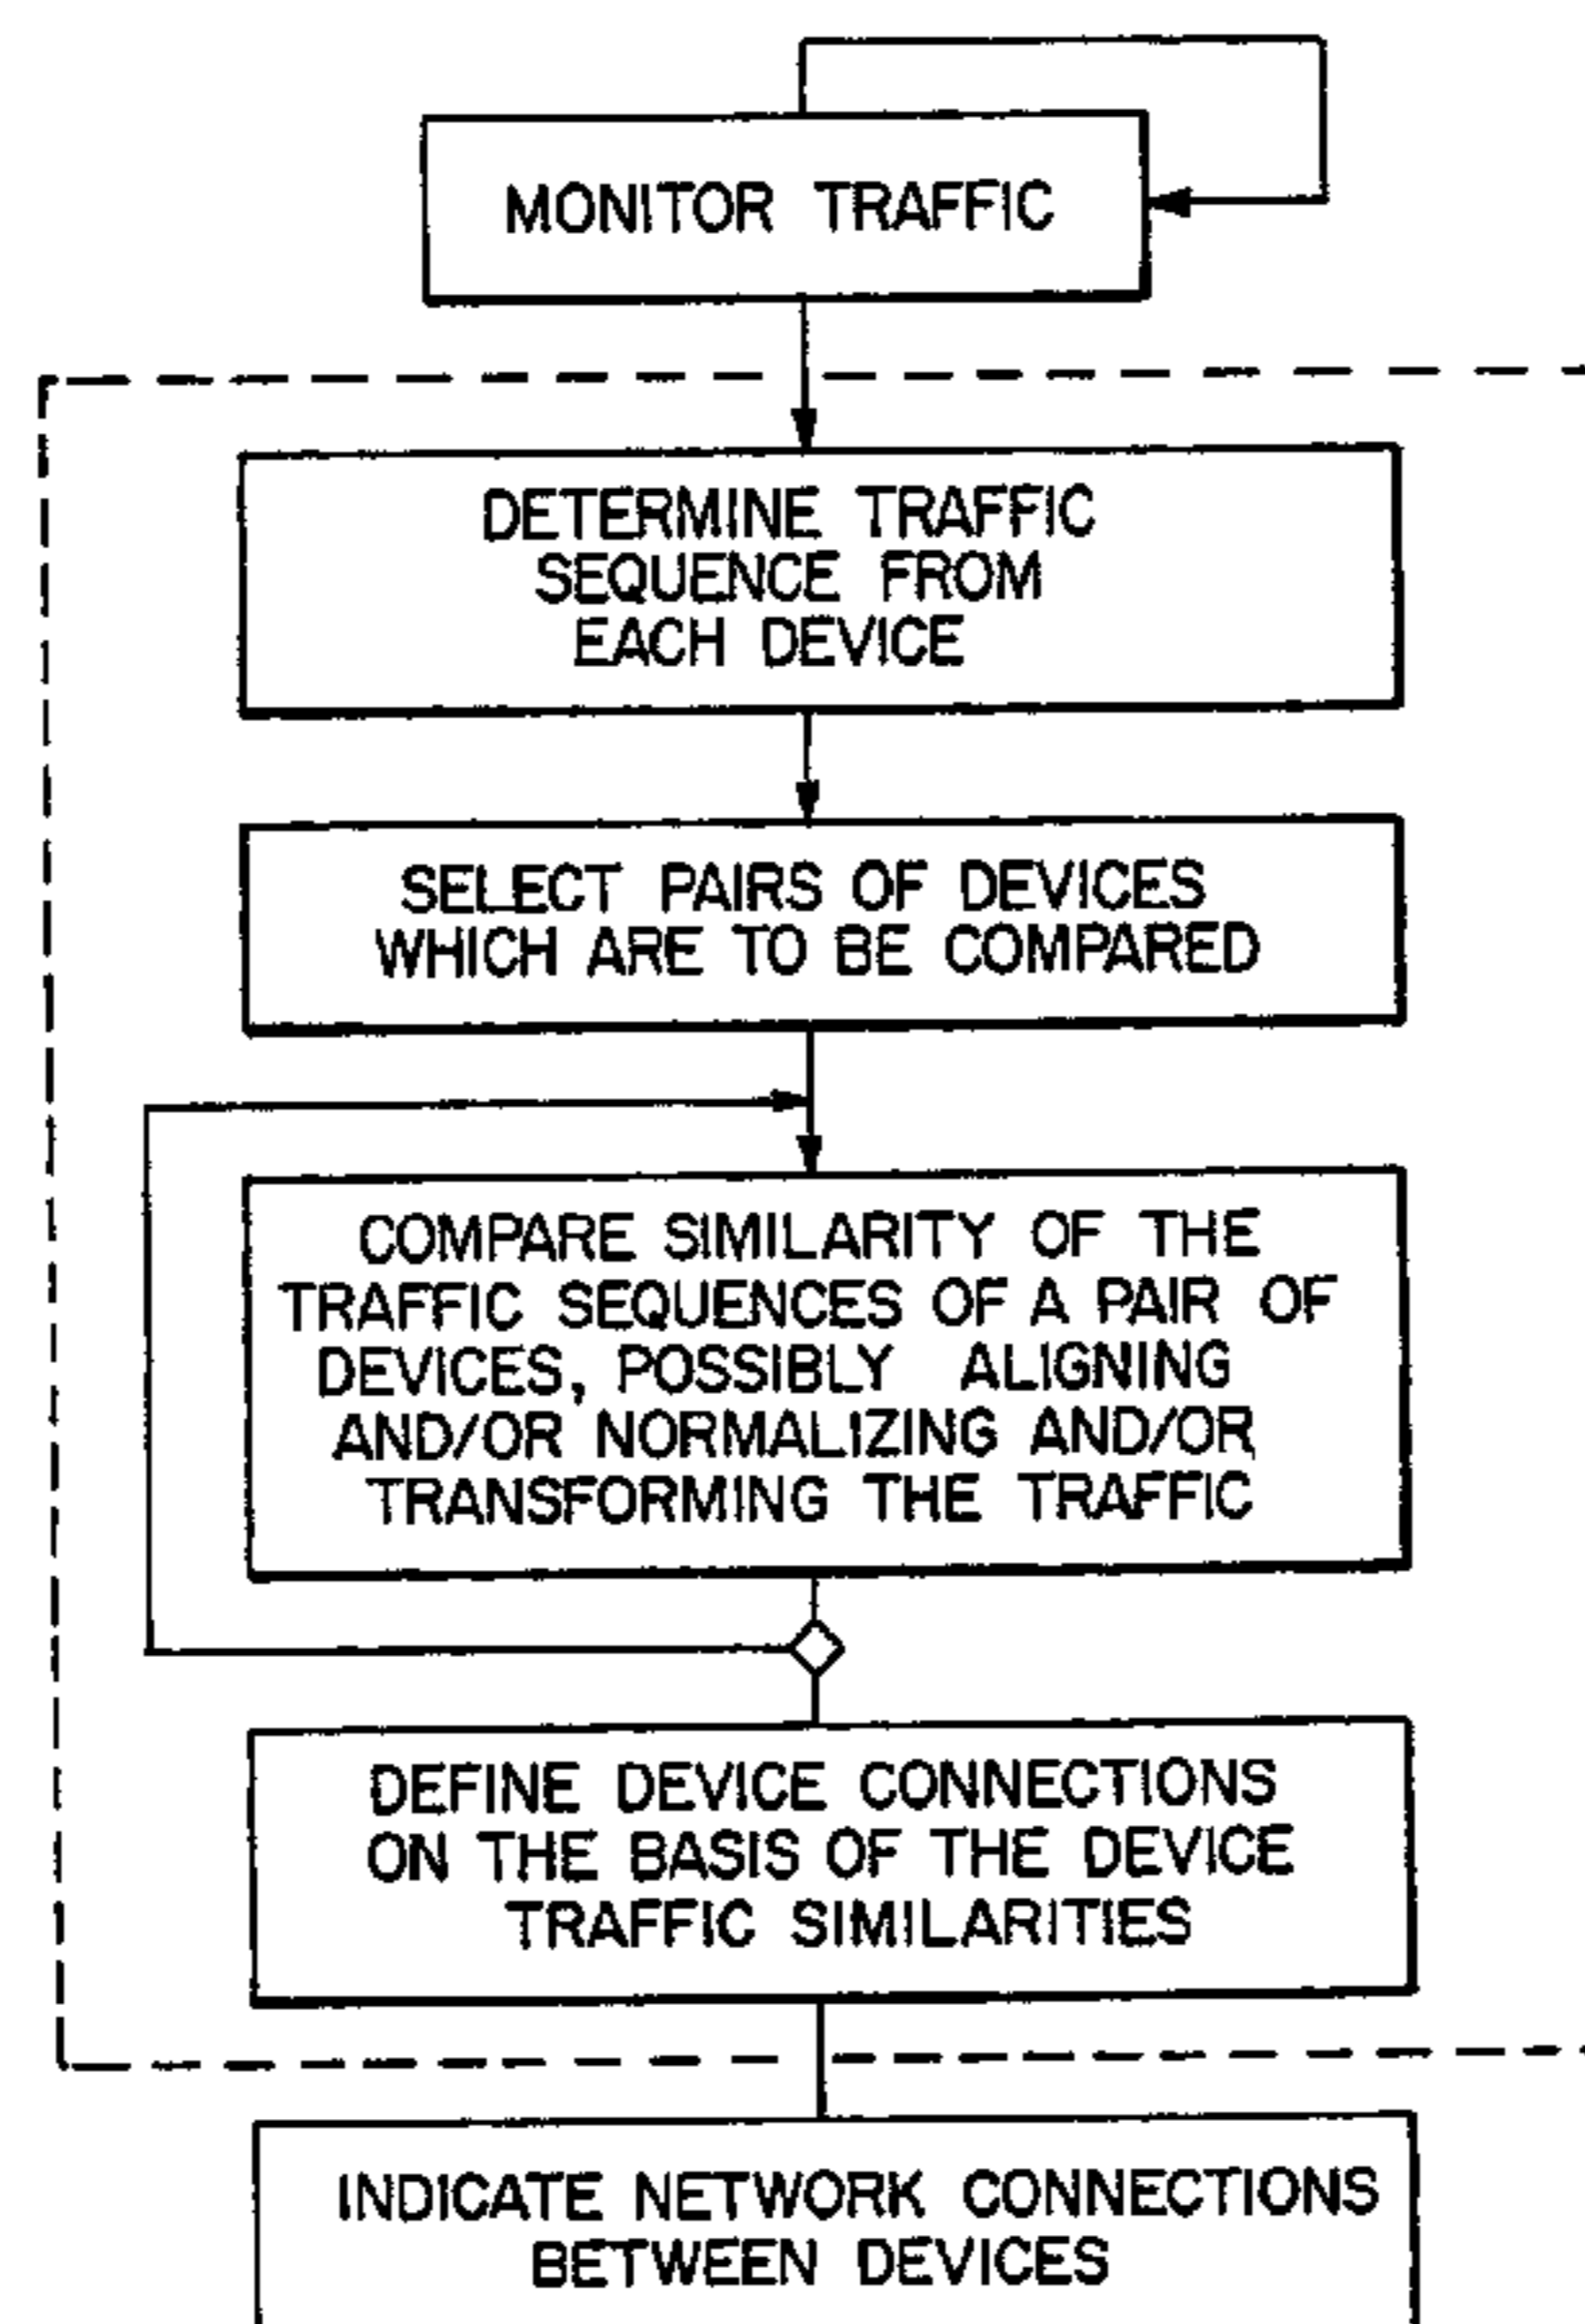 MONITOR TRAFFIC
DETERMINE TRAFFIC
SEQUENCE FROM
EACH DEVICE
SELECT PAIRS OF DEVICES
WHICH ARE TO BE COMPARED
COMPARE SIMILARITY OF THE
TRAFFIC SEQUENCES OF A PAIR OF
DEVICES, POSSIBLY ALIGNING
AND/OR NORMALIZING AND/OR
TRANSFORMING THE TRAFFIC
DEFINE DEVICE CONNECTIONS
ON THE BASIS OF THE DEVICE
TRAFFIC SIMILARITIES
INDICATE NETWORK CONNECTIONS
BETWEEN DEVICES